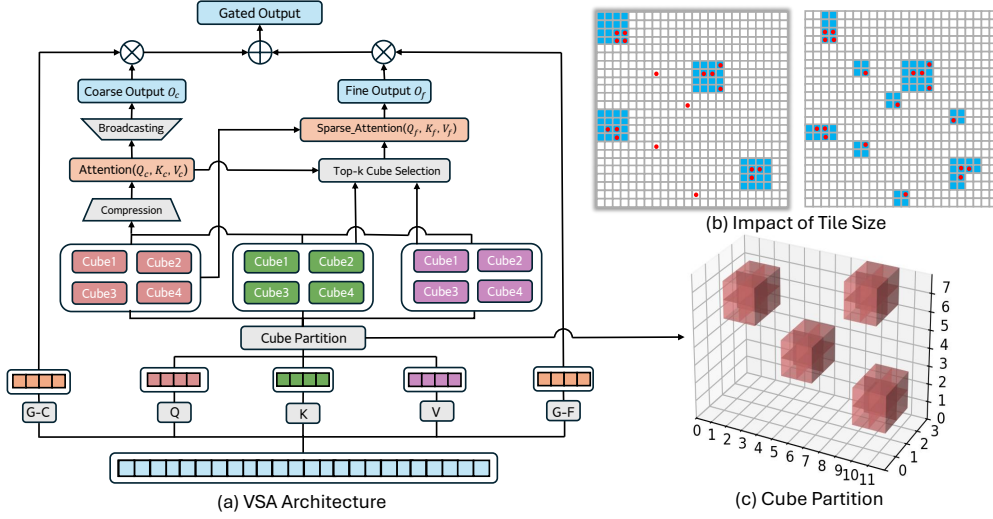 Gated Output
Coarse Output O_c
Fine Output O_f
Broadcasting
Sparse_Attention(Q_f, K_f, V_f)
Attention(Q_c, K_c, V_c)
Top-k Cube Selection
Compression
Cube1 Cube2
Cube3 Cube4
Cube1 Cube2
Cube3 Cube4
Cube1 Cube2
Cube3 Cube4
Cube Partition
G-C
Q
K
V
G-F
(a) VSA Architecture
(b) Impact of Tile Size
7
6
5
4
3
2
1
0
0 1 2 3 4 5 6 7 8 9 10 11
0 1 2 3
(c) Cube Partition